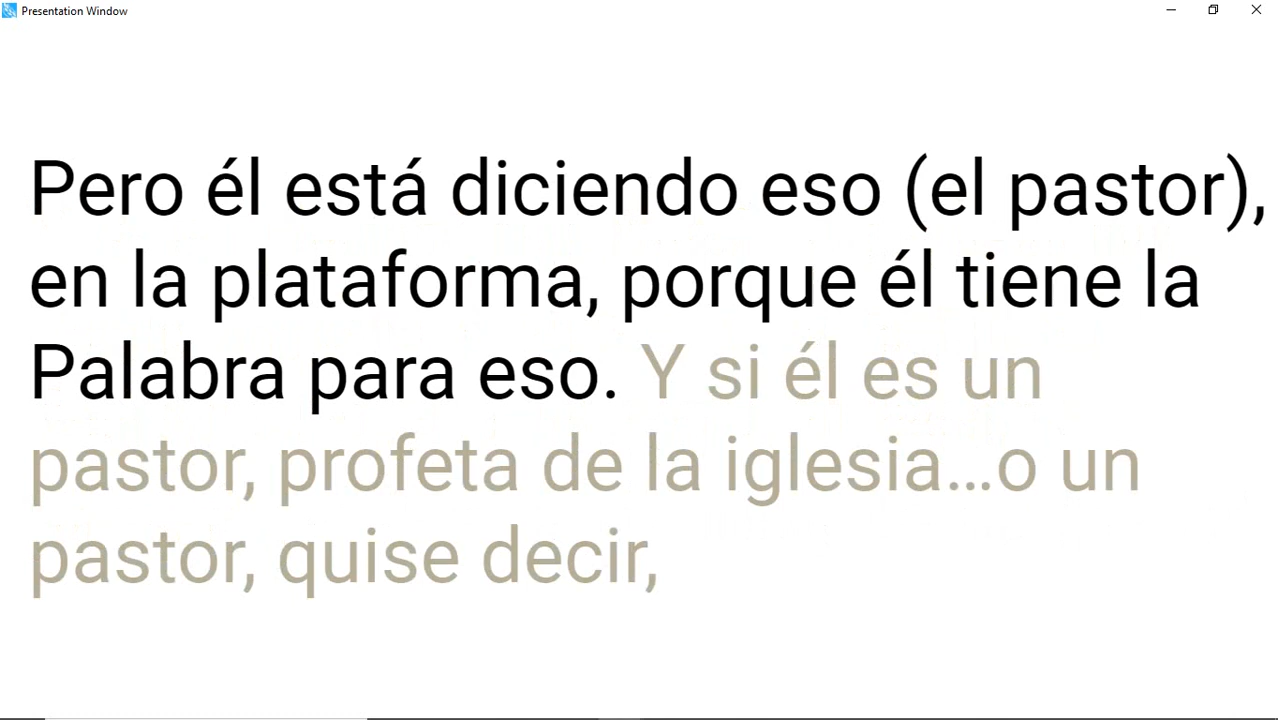 Presentation Window
Pero él está diciendo eso (el pastor),
en la plataforma, porque él tiene la
Palabra para eso. Y si él es un
pastor, profeta de la iglesia...o un
pastor, quise decir,